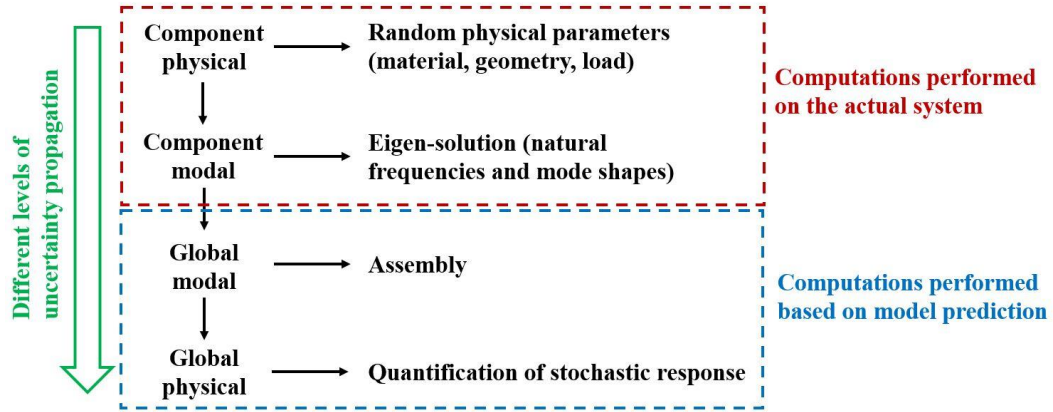 Different levels of
uncertainty propagation
Component
physical
Random physical parameters
(material, geometry, load)
Component
modal
Eigen-solution (natural
frequencies and mode shapes)
Computations performed
on the actual system
Global
modal
Assembly
Global
physical
Quantification of stochastic response
Computations performed
based on model prediction